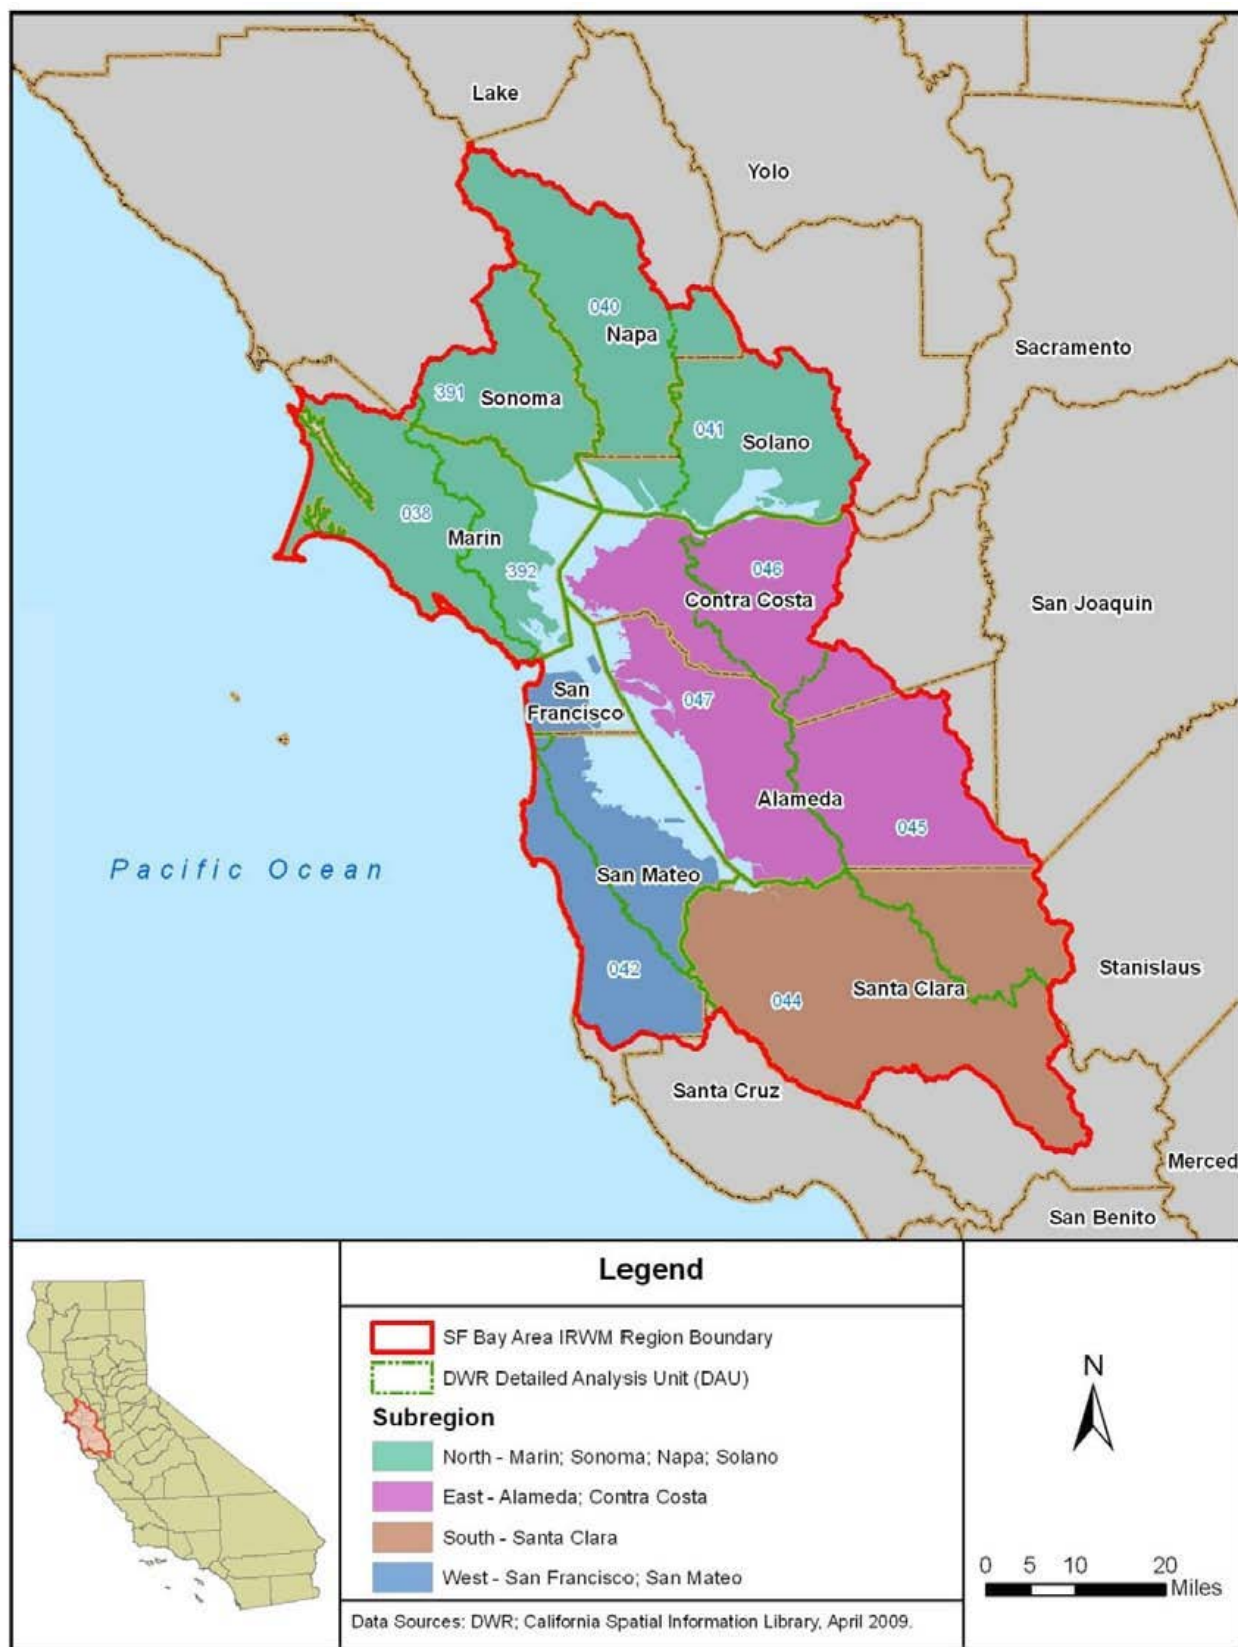 Lake
Yolo
040
Napa
Sacramento
391
Sonoma
041
Solano
038
Marin
392
046
Contra Costa
San Joaquin
San
Francisco
047
Alameda
045
Pacific Ocean
San Mateo
042
Stanislaus
Santa Clara
044
Santa Cruz
Merced
San Benito
Legend
SF Bay Area IRWM Region Boundary
DWR Detailed Analysis Unit (DAU)
Subregion
North - Marin; Sonoma; Napa; Solano
East - Alameda; Contra Costa
South - Santa Clara
West - San Francisco; San Mateo
Data Sources: DWR; California Spatial Information Library, April 2009.
N
0 5 10 20
Miles